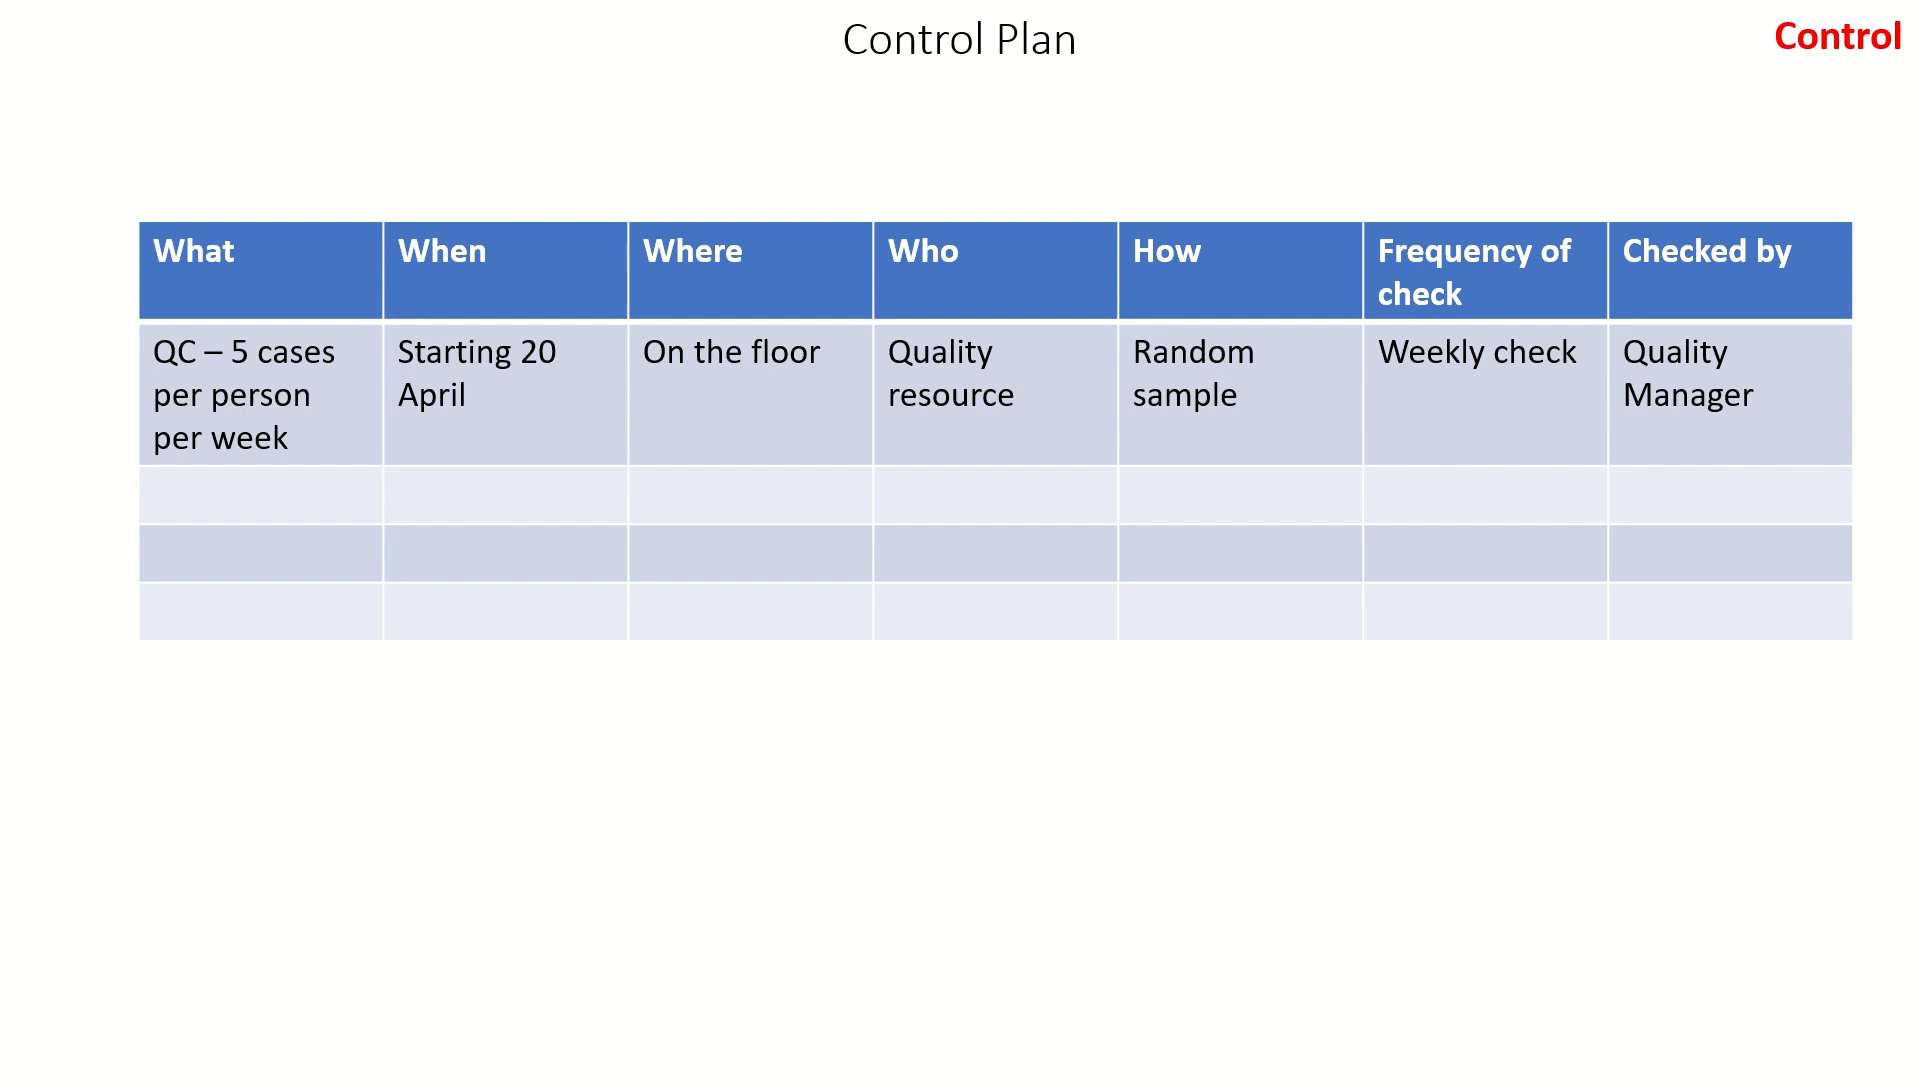 Control Plan
Control
What
When
Where
Who
How
Frequency of
check
Checked by
QC – 5 cases
per person
per week
Starting 20
April
On the floor
Quality
resource
Random
sample
Weekly check
Quality
Manager